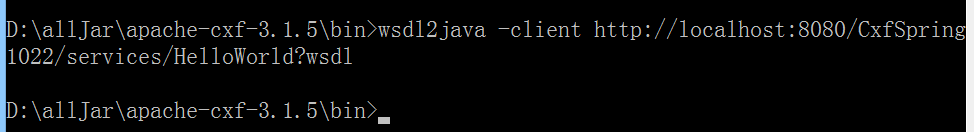 D:\allJar\apache-cxf-3.1.5\bin>wsdl2java -client http://localhost:8080/CxfSpring
1022/services/HelloWorld?wsdl
D:\allJar\apache-cxf-3.1.5\bin>